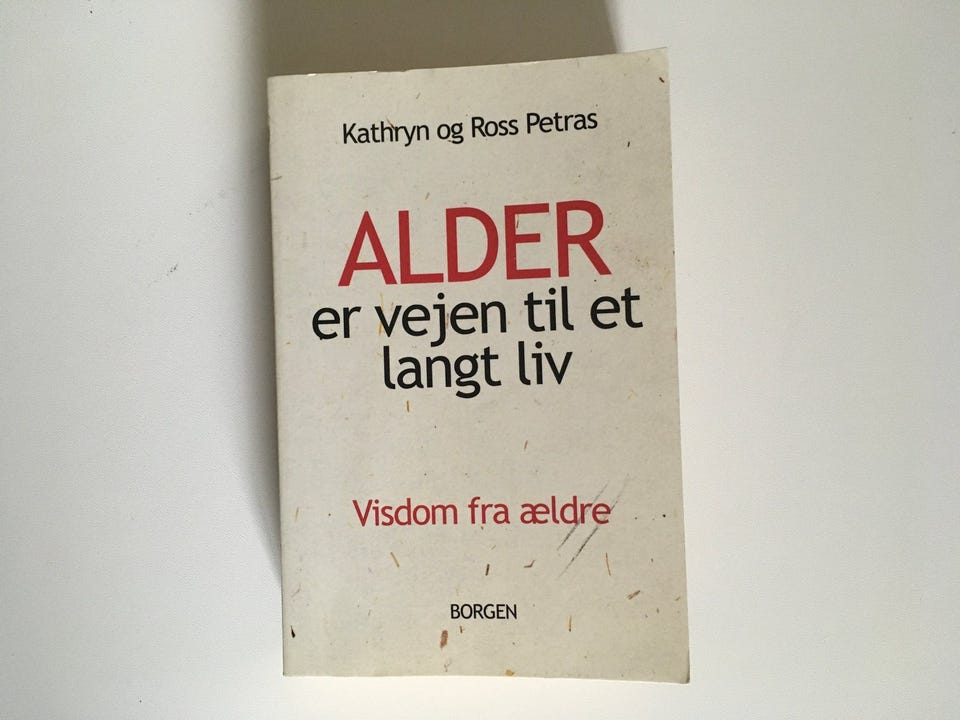 Kathryn og Ross Petras
ALDER
er vejen til et
langt liv
Visdom fra ældre
BORGEN